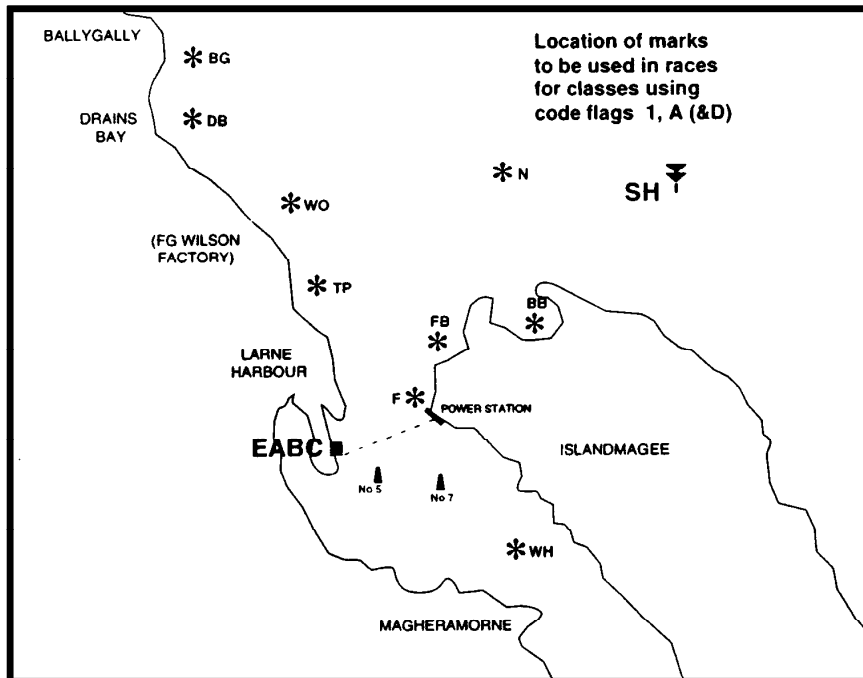 BALLYGALLY
BG
Location of marks
to be used in races
for classes using
code flags 1, A (&D)
DRAINS
BAY
DB
N
SH
WO
(FG WILSON
FACTORY)
TP
BB
FB
LARNE
HARBOUR
F
POWER STATION
EABC
ISLANDMAGEE
No 5
No 7
WH
MAGHERAMORNE